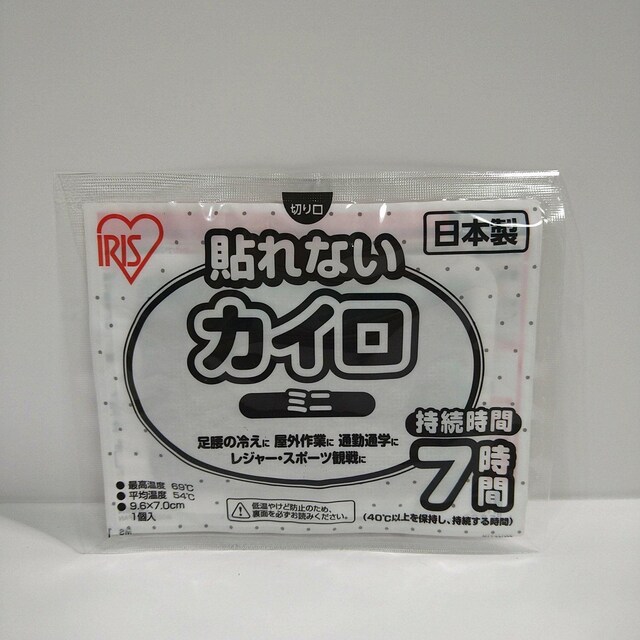 切り口
IRIS
日本製
貼れない
カイロ
ミニ
足腰の冷えに 屋外作業に 通勤通学に
レジャー・スポーツ観戦に
持続時間
7時間
(40℃以上を保持し、持続する時間)
●最高温度 69℃
●平均温度 54℃
●9.6×7.0cm
1個入
低温やけど防止のため、
裏面を必ずお読みください。